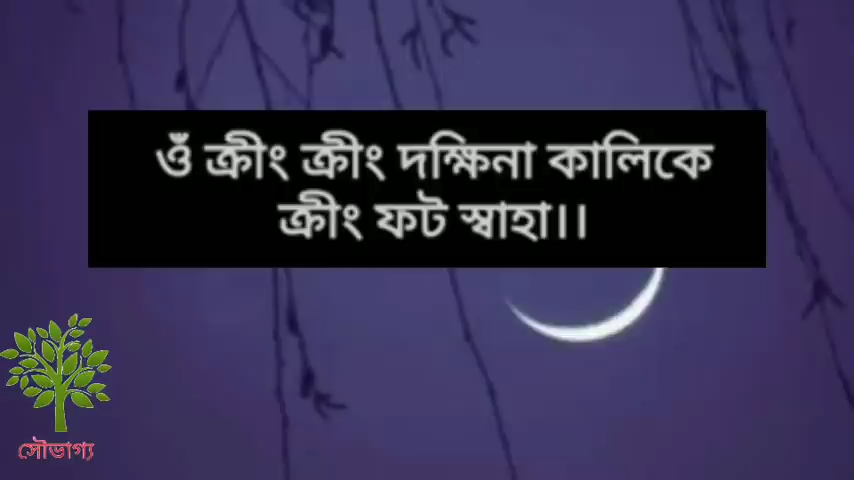 ওঁ ক্রীং ক্রীং দক্ষিনা কালিকে
ক্রীং ফট স্বাহা।।
সৌভাগ্য